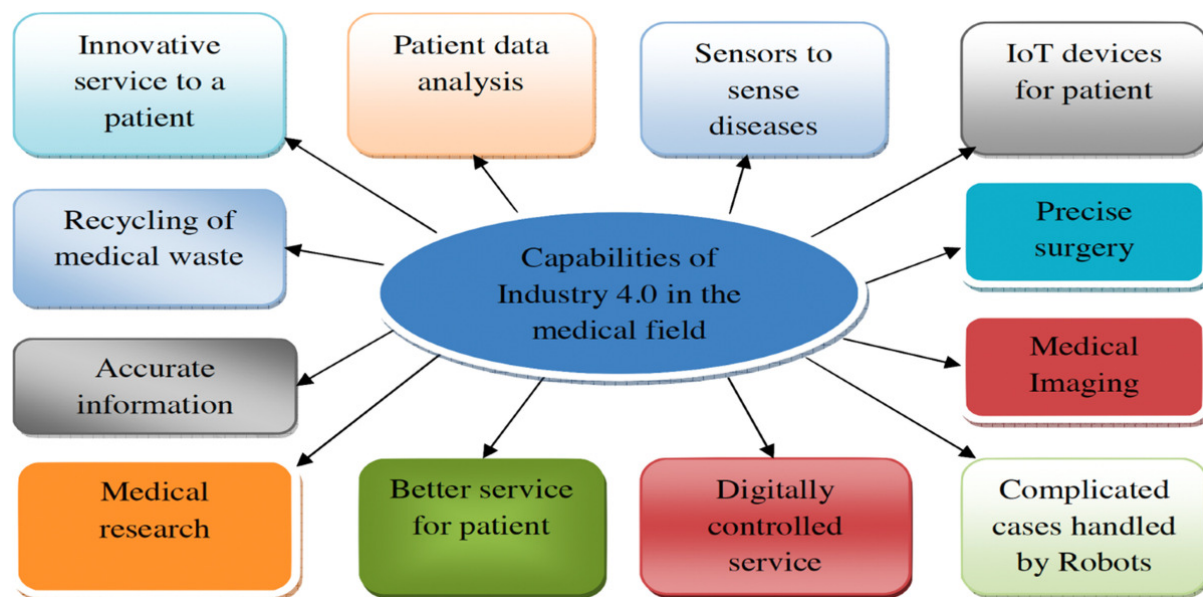 Innovative
service to a
patient
Patient data
analysis
Sensors to
sense
diseases
IoT devices
for patient
Recycling of
medical waste
Capabilities of
Industry 4.0 in the
medical field
Precise
surgery
Accurate
information
Medical
Imaging
Medical
research
Better service
for patient
Digitally
controlled
service
Complicated
cases handled
by Robots